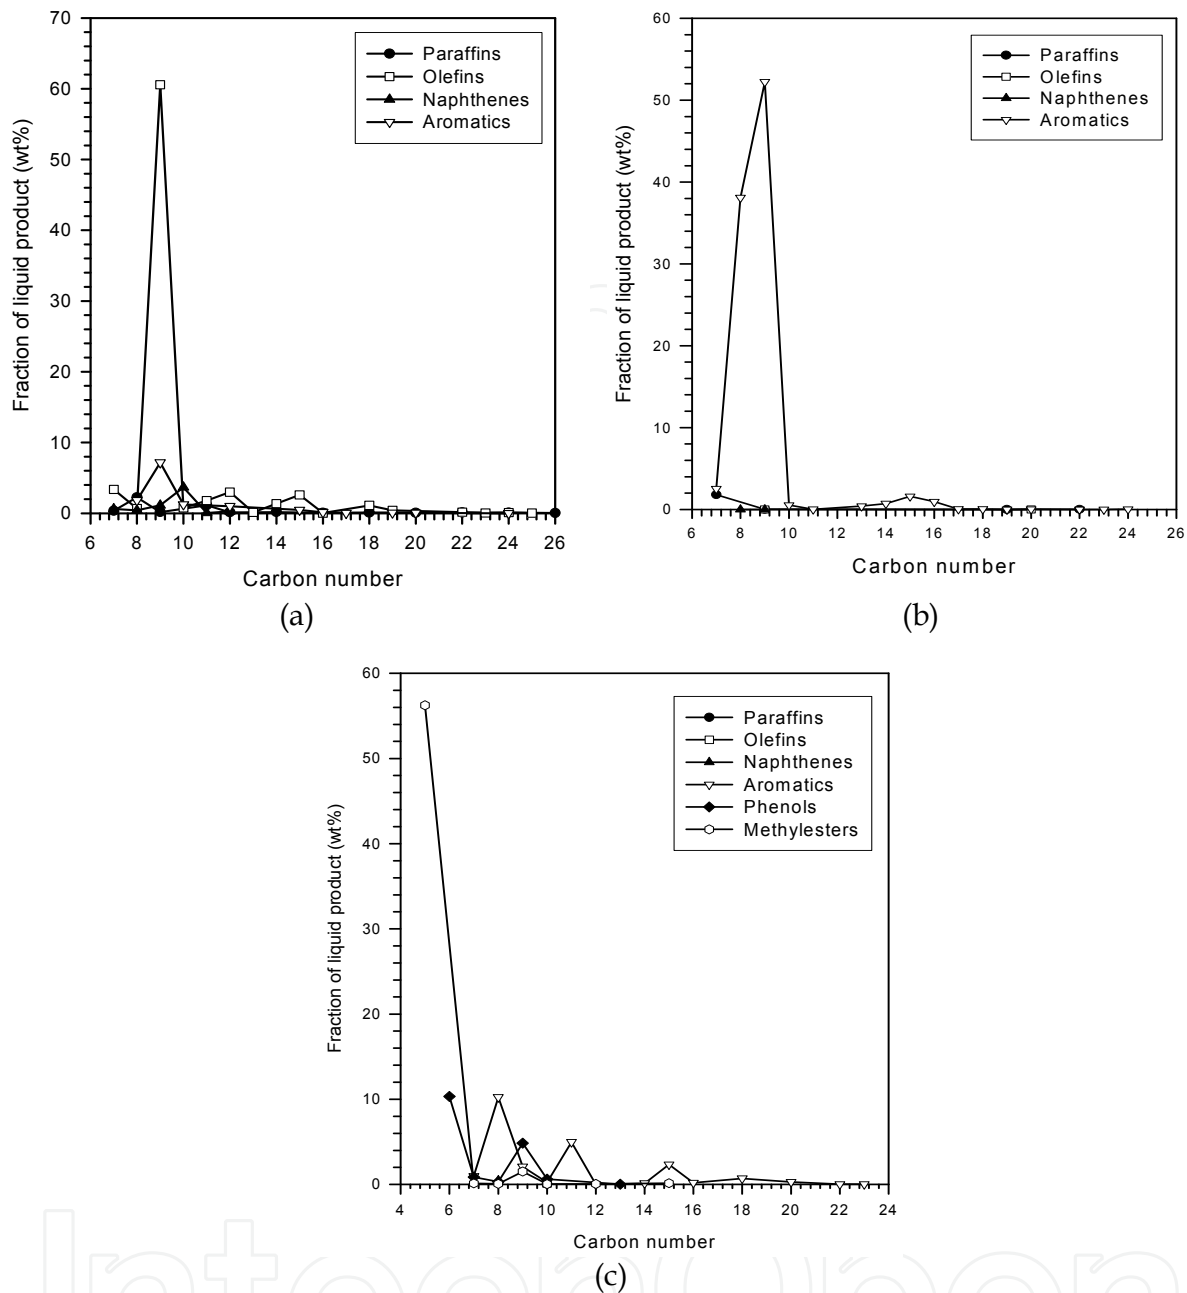 70
60
50
40
30
20
10
0
Fraction of liquid product (wt%)
Paraffins
Olefins
Naphthenes
Aromatics
6 8 10 12 14 16 18 20 22 24 26
Carbon number
(a)
60
50
40
30
20
10
0
Fraction of liquid product (wt%)
Paraffins
Olefins
Naphthenes
Aromatics
6 8 10 12 14 16 18 20 22 24 26
Carbon number
(b)
60
50
40
30
20
10
0
Fraction of liquid product (wt%)
Paraffins
Olefins
Naphthenes
Aromatics
Phenols
Methylesters
4 6 8 10 12 14 16 18 20 22 24
Carbon number
(c)